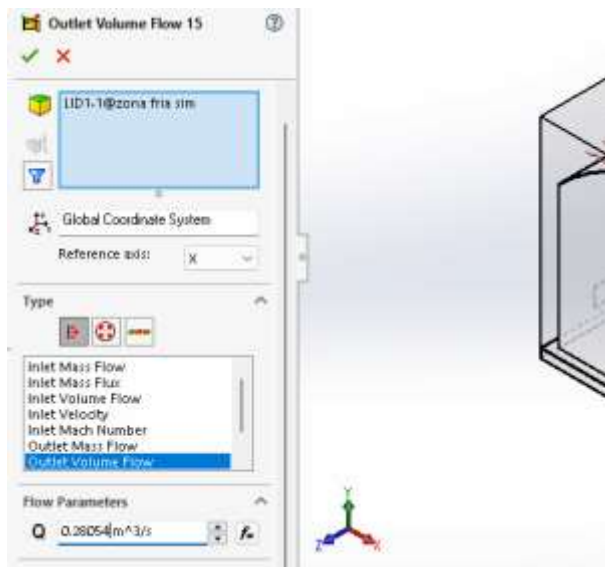 Outlet Volume Flow 15
LID1-1@zona fria sim
Global Coordinate System
Reference axis:
X
Type
Inlet Mass Flow
Inlet Mass Flux
Inlet Volume Flow
Inlet Velocity
Inlet Mach Number
Outlet Mass Flow
Outlet Volume Flow
Flow Parameters
Q 0.28054 m^3/s
Y
Z
X